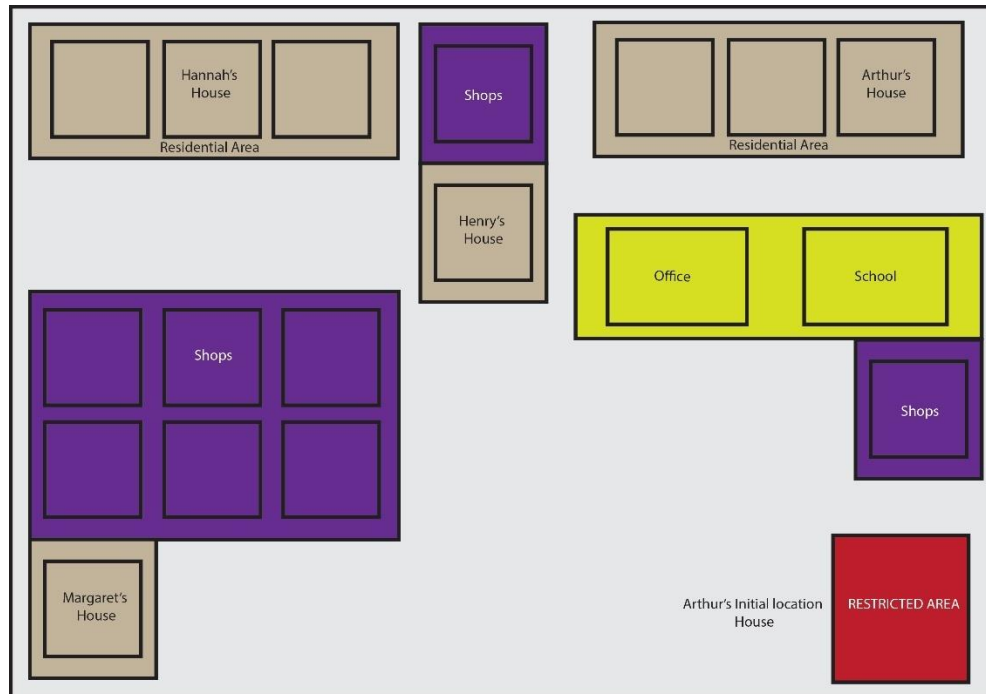 Hannah's
House
Residential Area
Shops
Arthur's
House
Residential Area
Henry's
House
Office
School
Shops
Shops
Margaret's
House
Arthur's Initial location
House
RESTRICTED AREA